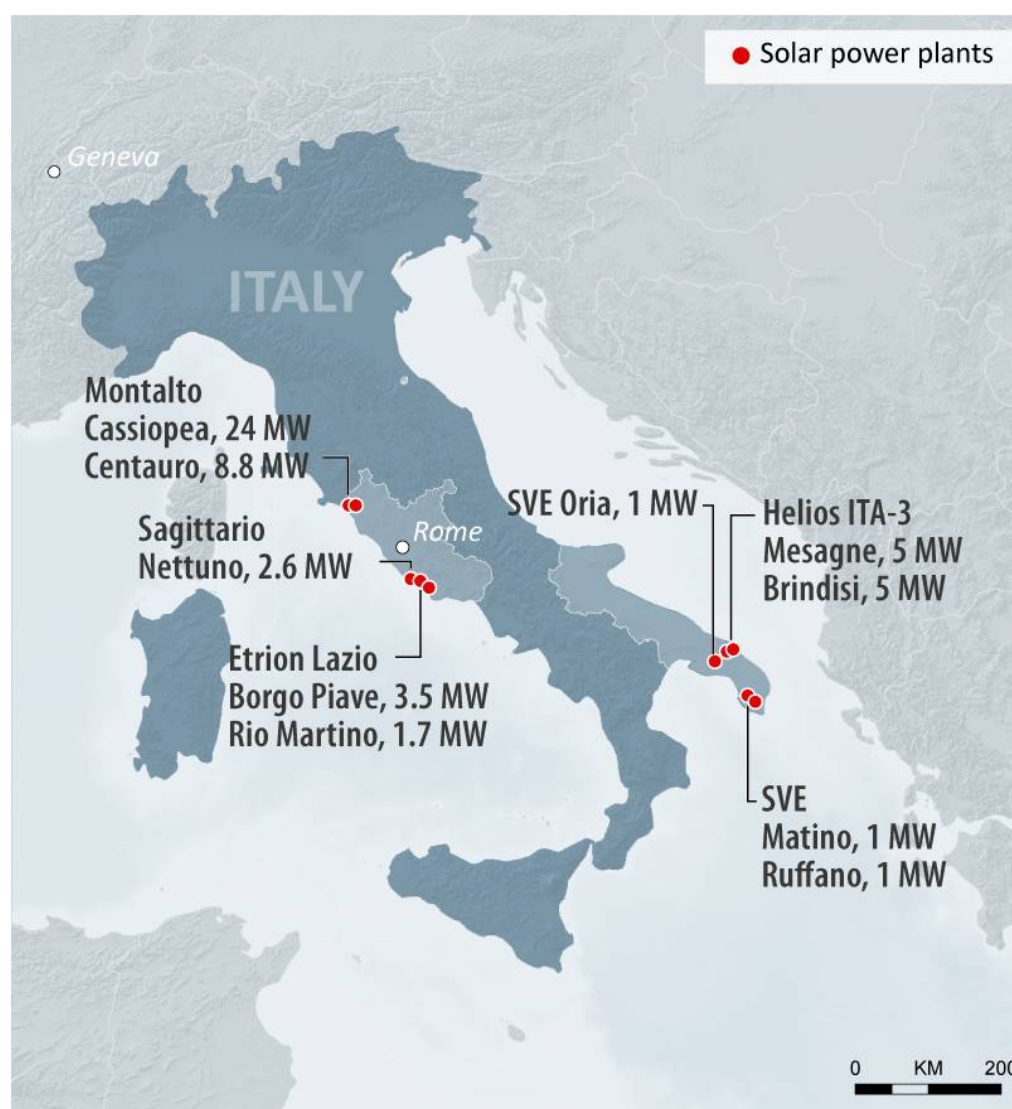 Solar power plants
Geneva
ITALY
Montalto
Cassiopea, 24 MW
Centauro, 8.8 MW
Sagittario
Nettuno, 2.6 MW
Rome
SVE Oria, 1 MW
Helios ITA-3
Mesagne, 5 MW
Brindisi, 5 MW
Etrion Lazio
Borgo Piave, 3.5 MW
Rio Martino, 1.7 MW
SVE
Matino, 1 MW
Ruffano, 1 MW
0 KM 200